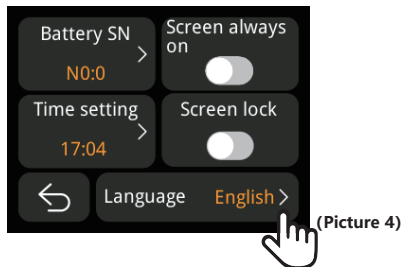 Battery SN
N0:0
Screen always
on
Time setting
17:04
Screen lock
Language English
(Picture 4)